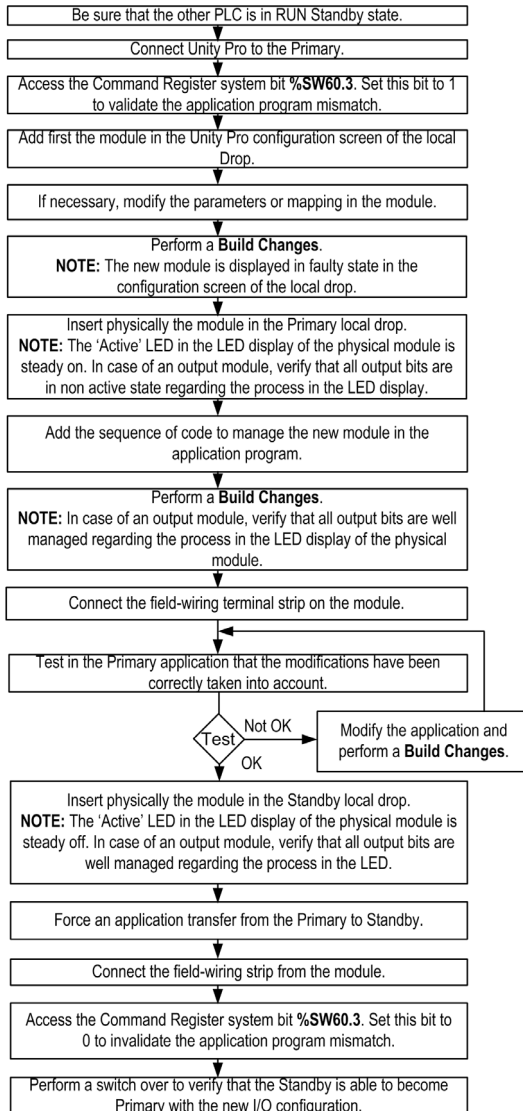 Be sure that the other PLC is in RUN Standby state.
Connect Unity Pro to the Primary.
Access the Command Register system bit %SW60.3. Set this bit to 1
to validate the application program mismatch.
Add first the module in the Unity Pro configuration screen of the local
Drop.
If necessary, modify the parameters or mapping in the module.
Perform a Build Changes.
NOTE: The new module is displayed in faulty state in the
configuration screen of the local drop.
Insert physically the module in the Primary local drop.
NOTE: The ‘Active’ LED in the LED display of the physical module is
steady on. In case of an output module, verify that all output bits are
in non active state regarding the process in the LED display.
Add the sequence of code to manage the new module in the
application program.
Perform a Build Changes.
NOTE: In case of an output module, verify that all output bits are well
managed regarding the process in the LED display of the physical
module.
Connect the field-wiring terminal strip on the module.
Test in the Primary application that the modifications have been
correctly taken into account.
Test
Not OK
OK
Modify the application and
perform a Build Changes.
Insert physically the module in the Standby local drop.
NOTE: The ‘Active’ LED in the LED display of the physical module is
steady off. In case of an output module, verify that all output bits are
well managed regarding the process in the LED.
Force an application transfer from the Primary to Standby.
Connect the field-wiring strip from the module.
Access the Command Register system bit %SW60.3. Set this bit to
0 to invalidate the application program mismatch.
Perform a switch over to verify that the Standby is able to become
Primary with the new I/O configuration.